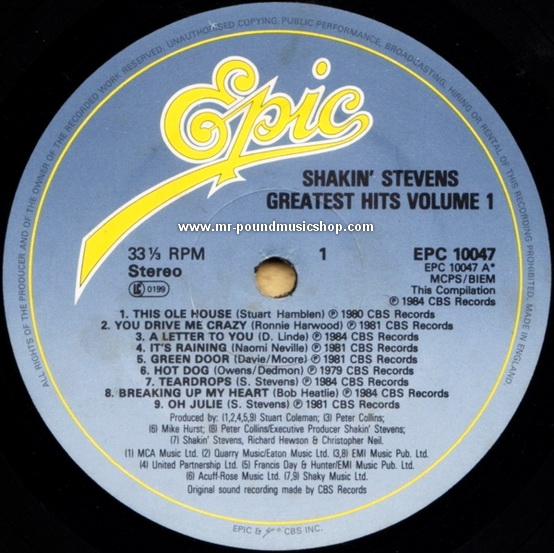 ALL RIGHTS OF THE PRODUCER AND OF THE OWNER OF THE RECORDED WORK RESERVED. UNAUTHORISED COPYING, PUBLIC PERFORMANCE, BROADCASTING, HIRING OR RENTAL OF THIS RECORDING PROHIBITED. MADE IN ENGLAND.
Epic
SHAKIN' STEVENS
GREATEST HITS VOLUME 1
www.mr-poundmusicshop.com
33 ⅓ RPM 1 EPC 10047
Stereo EPC 10047 A*
MCPS/BIEM
LC 0199 This Compilation
℗ 1984 CBS Records
1. THIS OLE HOUSE (Stuart Hamblen) ℗ 1980 CBS Records
2. YOU DRIVE ME CRAZY (Ronnie Harwood) ℗ 1981 CBS Records
3. A LETTER TO YOU (D. Linde) ℗ 1984 CBS Records
4. IT'S RAINING (Naomi Neville) ℗ 1981 CBS Records
5. GREEN DOOR (Davie/Moore) ℗ 1981 CBS Records
6. HOT DOG (Owens/Dedmon) ℗ 1979 CBS Records
7. TEARDROPS (S. Stevens) ℗ 1984 CBS Records
8. BREAKING UP MY HEART (Bob Heatlie) ℗ 1984 CBS Records
9. OH JULIE (S. Stevens) ℗ 1981 CBS Records
Produced by: (1,2,4,5,9) Stuart Coleman; (3) Peter Collins;
(6) Mike Hurst; (8) Peter Collins/Executive Producer Shakin' Stevens;
(7) Shakin' Stevens, Richard Hewson & Christopher Neil.
(1) MCA Music Ltd. (2) Quarry Music/Eaton Music Ltd. (3,8) EMI Music Pub. Ltd.
(4) United Partnership Ltd. (5) Francis Day & Hunter/EMI Music Pub. Ltd.
(6) Acuff-Rose Music Ltd. (7,9) Shaky Music Ltd.
Original sound recording made by CBS Records
EPIC & Epic CBS INC.